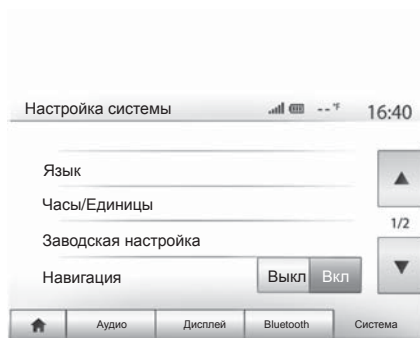 Настройка системы -- °F 16:40
Язык
Часы/Единицы
1/2
Заводская настройка
Навигация Выкл Вкл
Аудио Дисплей Bluetooth Система